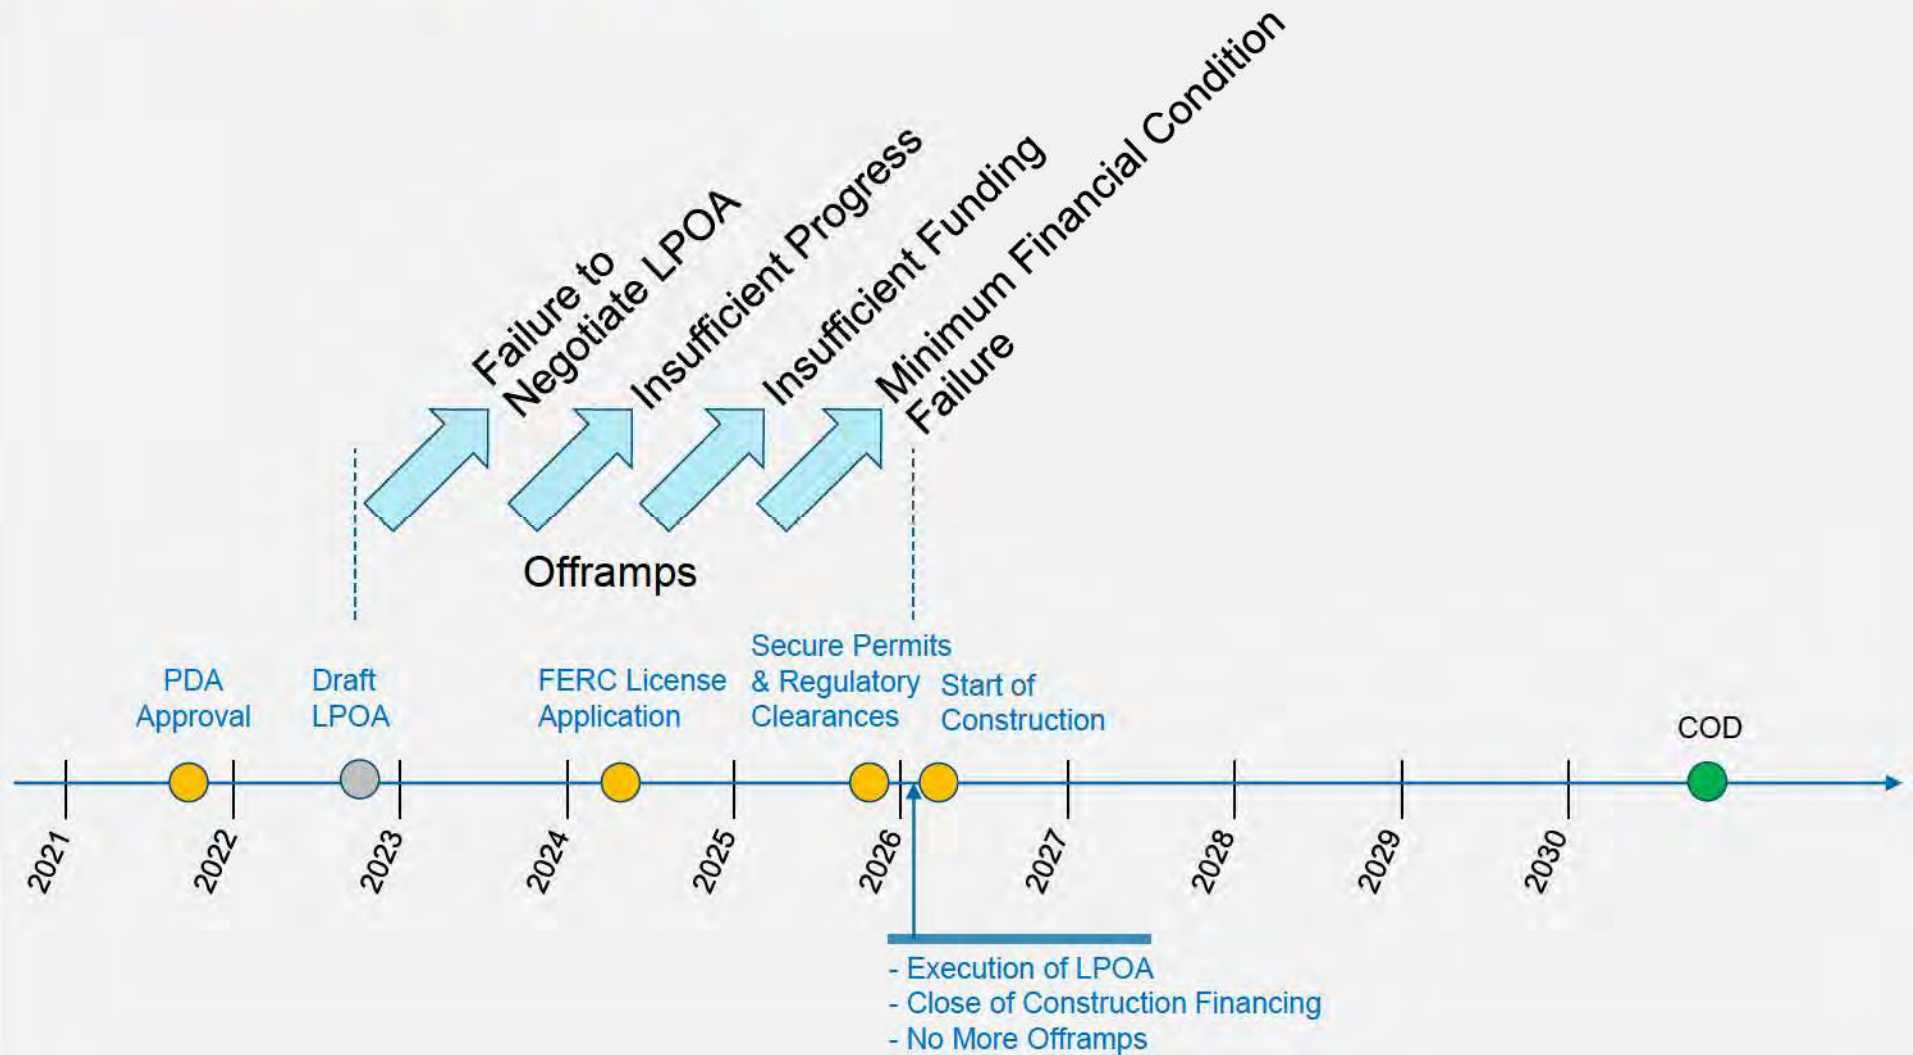 Failure to
Negotiate LPOA
Insufficient Progress
Insufficient Funding
Minimum Financial Condition
Failure
Offramps
PDA
Approval
Draft
LPOA
FERC License
Application
Secure Permits
& Regulatory
Clearances
Start of
Construction
COD
2021
2022
2023
2024
2025
2026
2027
2028
2029
2030
- Execution of LPOA
- Close of Construction Financing
- No More Offramps